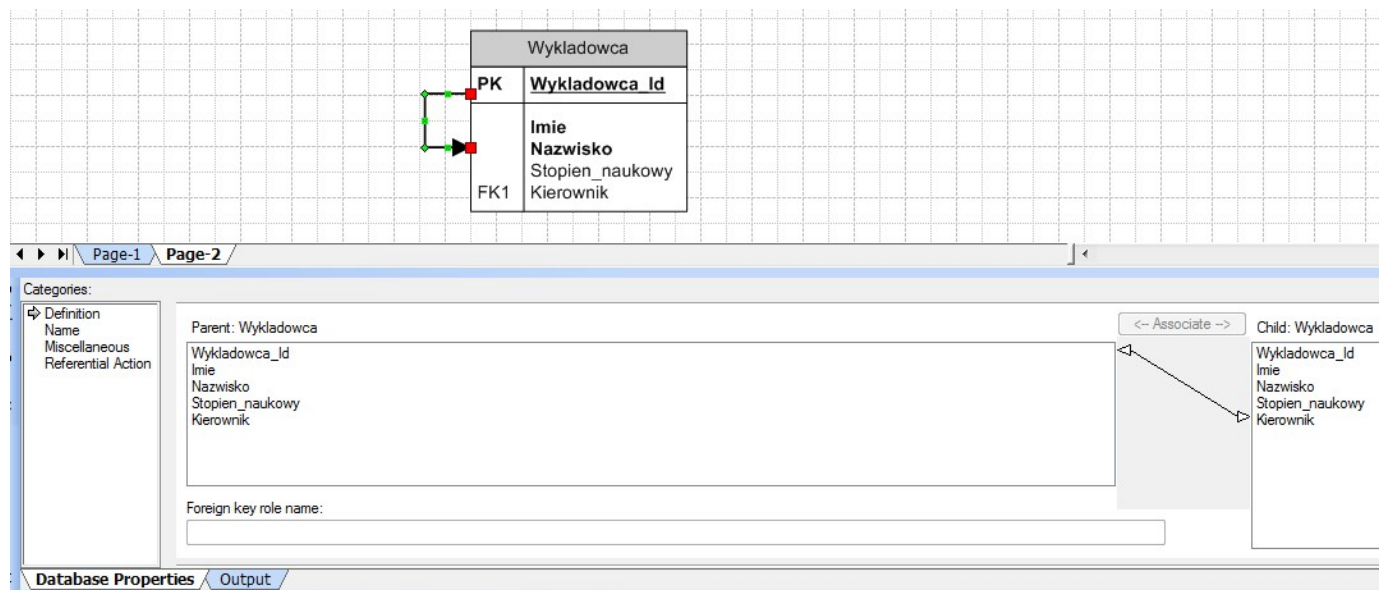 Wykladowca
PK Wykladowca_Id
Imie
Nazwisko
Stopien_naukowy
FK1 Kierownik
Page-1 Page-2
Categories:
Definition
Name
Miscellaneous
Referential Action
Parent: Wykladowca
Wykladowca_Id
Imie
Nazwisko
Stopien_naukowy
Kierownik
<-- Associate -->
Child: Wykladowca
Wykladowca_Id
Imie
Nazwisko
Stopien_naukowy
Kierownik
Foreign key role name:
Database Properties Output